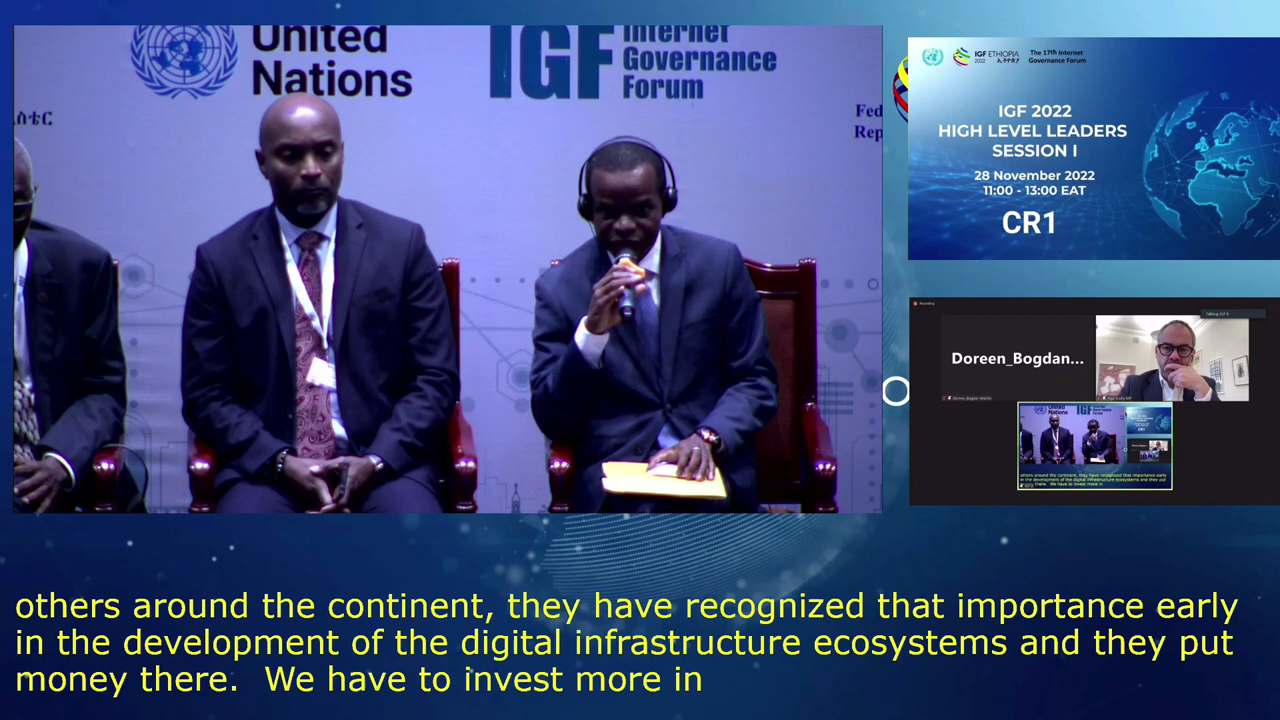 United
Nations
IGF
Internet
Governance
Forum
ስቴር
Fed
Rep
IGF ETHIOPIA
2022 ኢትዮጵያ
The 17th Internet
Governance Forum
IGF 2022
HIGH LEVEL LEADERS
SESSION I
28 November 2022
11:00 - 13:00 EAT
CR1
Recording
Doreen_Bogdan...
others around the continent, they have recognized that importance early
in the development of the digital infrastructure ecosystems and they put
money there.  We have to invest more in